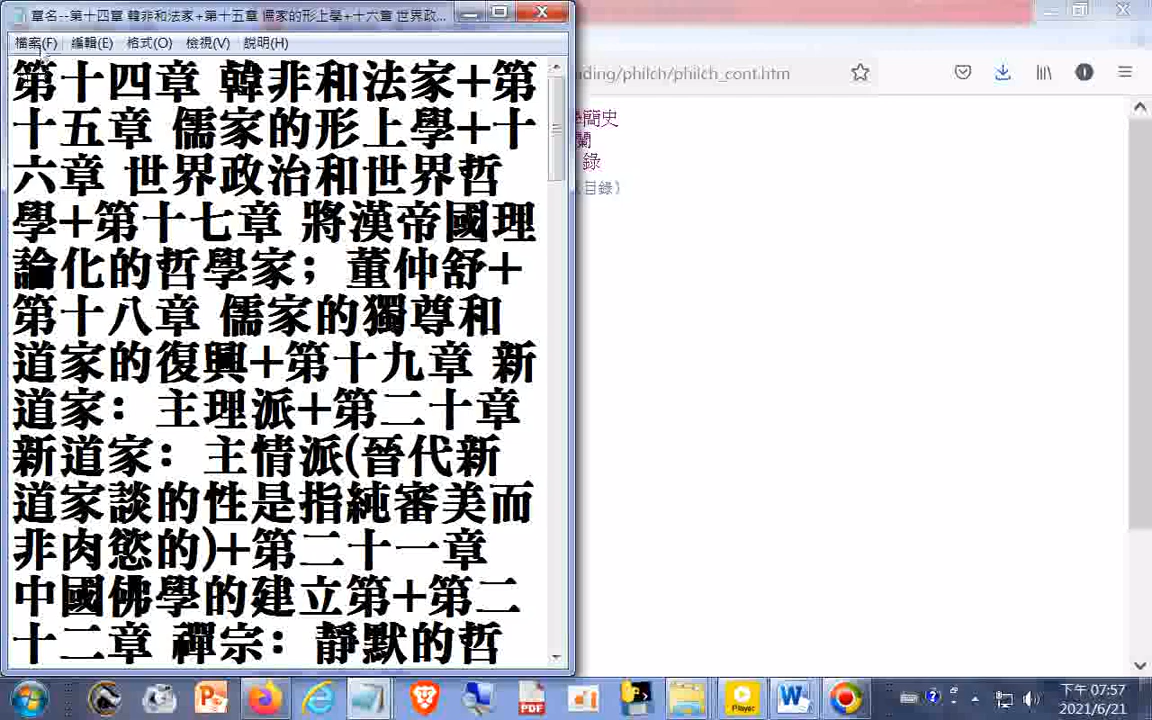 章名--第十四章 韓非和法家+第十五章 儒家的形上學+十六章 世界政...
檔案(F) 編輯(E) 格式(O) 檢視(V) 說明(H)
第十四章 韓非和法家+第
十五章 儒家的形上學+十
六章 世界政治和世界哲
學+第十七章 將漢帝國理
論化的哲學家；董仲舒+
第十八章 儒家的獨尊和
道家的復興+第十九章 新
道家：主理派+第二十章
新道家：主情派(晉代新
道家談的性是指純審美而
非肉慾的)+第二十一章
中國佛學的建立第+第二
十二章 禪宗：靜默的哲
ding/philch/philch_cont.htm
簡史
蘭
錄
目錄》
Player
下午 07:57
2021/6/21